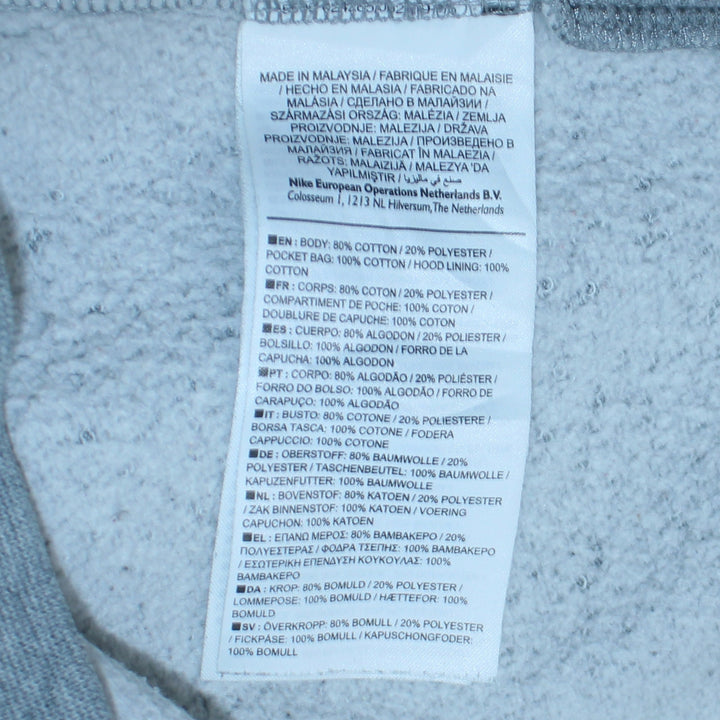 MADE IN MALAYSIA / FABRIQUE EN MALAISIE
/ HECHO EN MALASIA / FABRICADO NA
MALÁSIA / СДЕЛАНО В МАЛАЙЗИИ /
SZÁRMAZÁSI ORSZÁG: MALÉZIA / ZEMLJA
PROIZVODNJE: MALEZIJA / DRŽAVA
PROIZVODNJE: MALEZIJA / ПРОИЗВЕДЕНО В
МАЛАЙЗИЯ / FABRICAT ÎN MALAEZIA /
RAŽOTS: MALAIZIJĀ / MALEZYA 'DA
YAPILMIŞTIR / صنع في ماليزيا
Nike European Operations Netherlands B.V.
Colosseum 1, 1213 NL Hilversum, The Netherlands
EN : BODY: 80% COTTON / 20% POLYESTER /
POCKET BAG: 100% COTTON / HOOD LINING: 100%
COTTON
FR : CORPS: 80% COTON / 20% POLYESTER /
COMPARTIMENT DE POCHE: 100% COTON /
DOUBLURE DE CAPUCHE: 100% COTON
ES : CUERPO: 80% ALGODON / 20% POLIESTER /
BOLSILLO: 100% ALGODON / FORRO DE LA
CAPUCHA: 100% ALGODON
PT : CORPO: 80% ALGODÃO / 20% POLIÉSTER /
FORRO DO BOLSO: 100% ALGODÃO / FORRO DE
CARAPUÇO: 100% ALGODÃO
IT : BUSTO: 80% COTONE / 20% POLIESTERE /
BORSA TASCA: 100% COTONE / FODERA
CAPPUCCIO: 100% COTONE
DE : OBERSTOFF: 80% BAUMWOLLE / 20%
POLYESTER / TASCHENBEUTEL: 100% BAUMWOLLE /
KAPUZENFUTTER: 100% BAUMWOLLE
NL : BOVENSTOF: 80% KATOEN / 20% POLYESTER
/ ZAK BINNENSTOF: 100% KATOEN / VOERING
CAPUCHON: 100% KATOEN
EL : ΕΠΑΝΩ ΜΕΡΟΣ: 80% ΒΑΜΒΑΚΕΡΟ / 20%
ΠΟΛΥΕΣΤΕΡΑΣ / ΦΟΔΡΑ ΤΣΕΠΗΣ: 100% ΒΑΜΒΑΚΕΡΟ
/ ΕΣΩΤΕΡΙΚΗ ΕΠΕΝΔΥΣΗ ΚΟΥΚΟΥΛΑΣ: 100%
ΒΑΜΒΑΚΕΡΟ
DA : KROP: 80% BOMULD / 20% POLYESTER /
LOMMEPOSE: 100% BOMULD / HÆTTEFOR: 100%
BOMULD
SV : ÖVERKROPP: 80% BOMULL / 20% POLYESTER
/ FICKPÅSE: 100% BOMULL / KAPUSCHONGFODER:
100% BOMULL